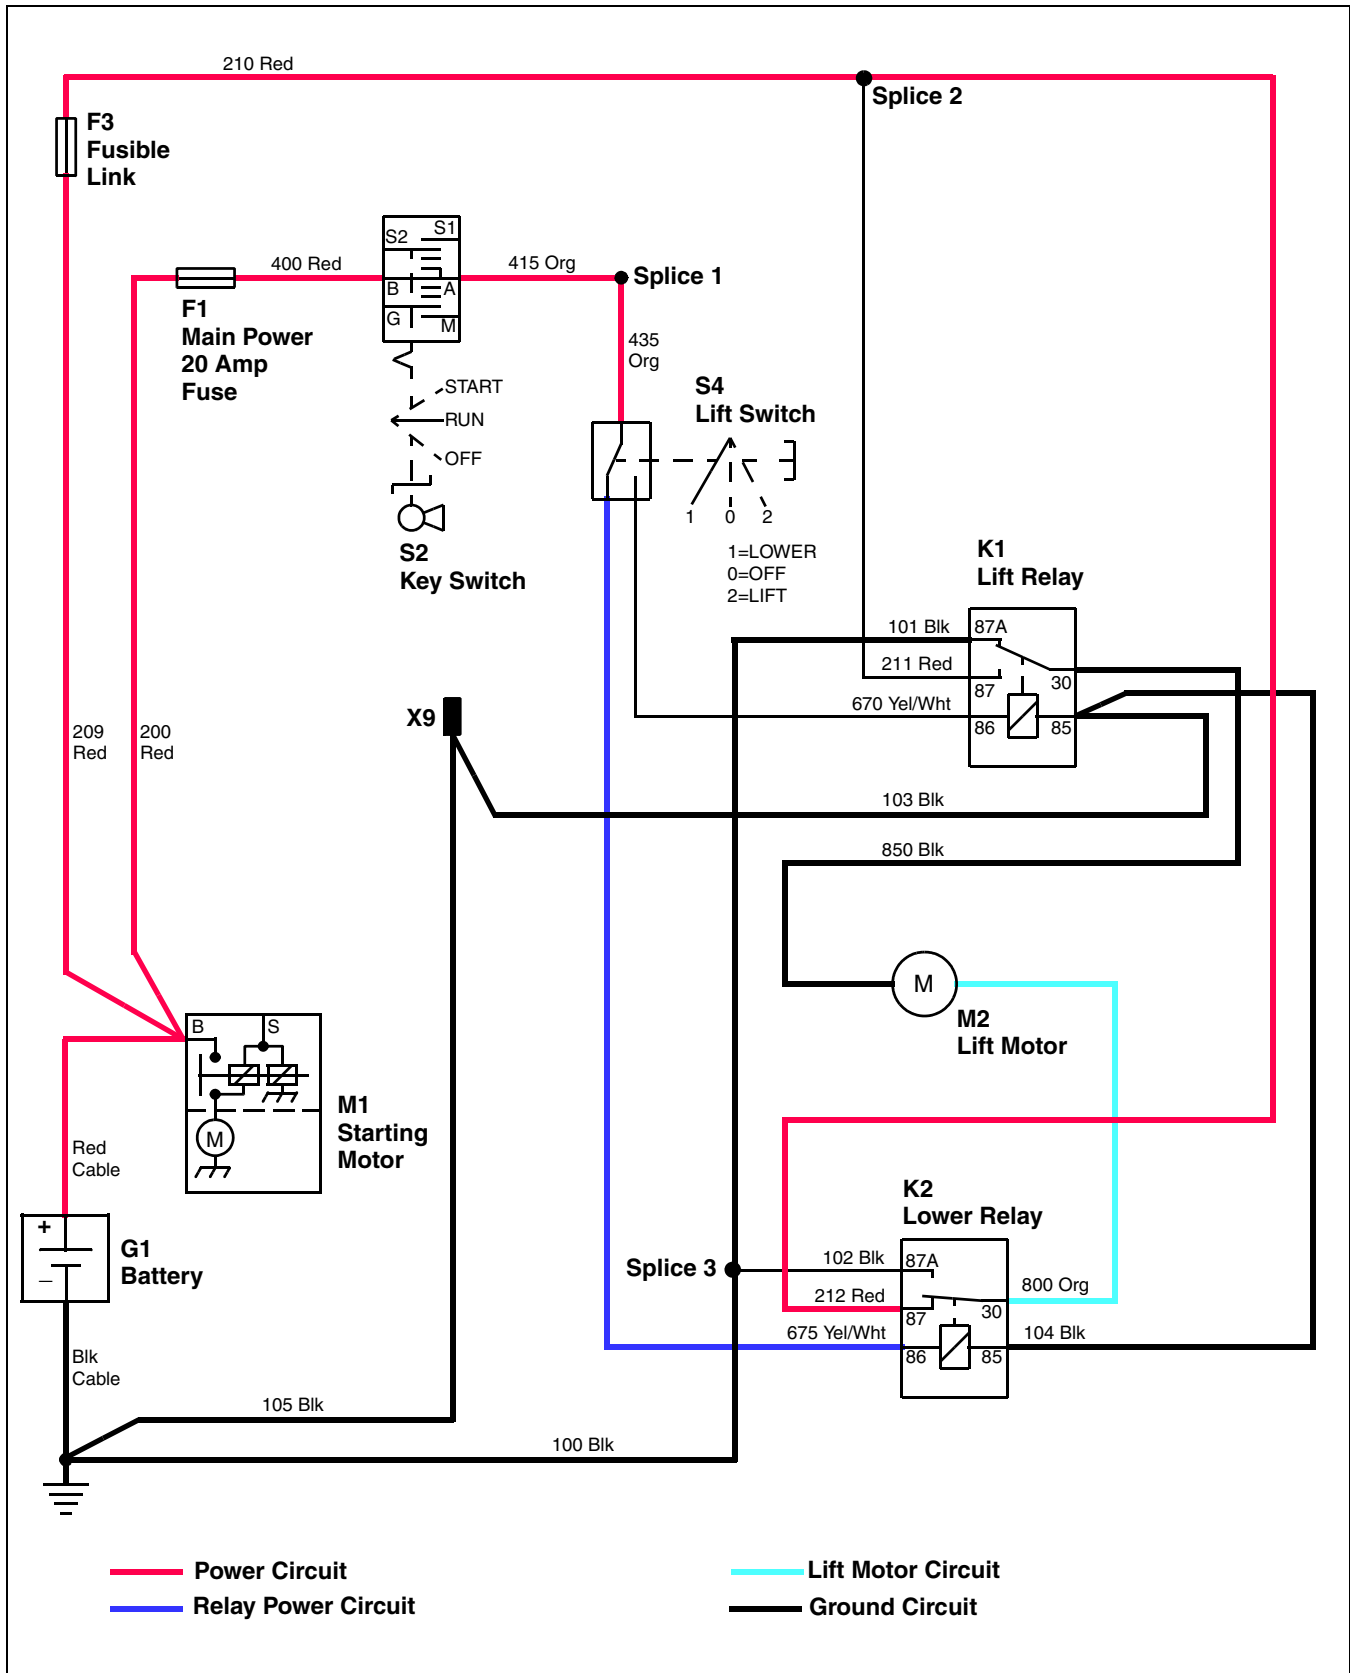 210 Red
Splice 2
F3
Fusible
Link
S2
S1
400 Red
B
A
415 Org
Splice 1
G
M
F1
Main Power
20 Amp
Fuse
435
Org
START
RUN
OFF
S4
Lift Switch
1
0
2
1=LOWER
0=OFF
2=LIFT
S2
Key Switch
K1
Lift Relay
101 Blk
87A
211 Red
87
30
670 Yel/Wht
86
85
X9
209
Red
200
Red
103 Blk
850 Blk
M
M2
Lift Motor
B
S
M
M1
Starting
Motor
Red
Cable
+
–
G1
Battery
K2
Lower Relay
Splice 3
102 Blk
87A
212 Red
87
30
800 Org
675 Yel/Wht
86
85
104 Blk
Blk
Cable
105 Blk
100 Blk
Power Circuit
Lift Motor Circuit
Relay Power Circuit
Ground Circuit